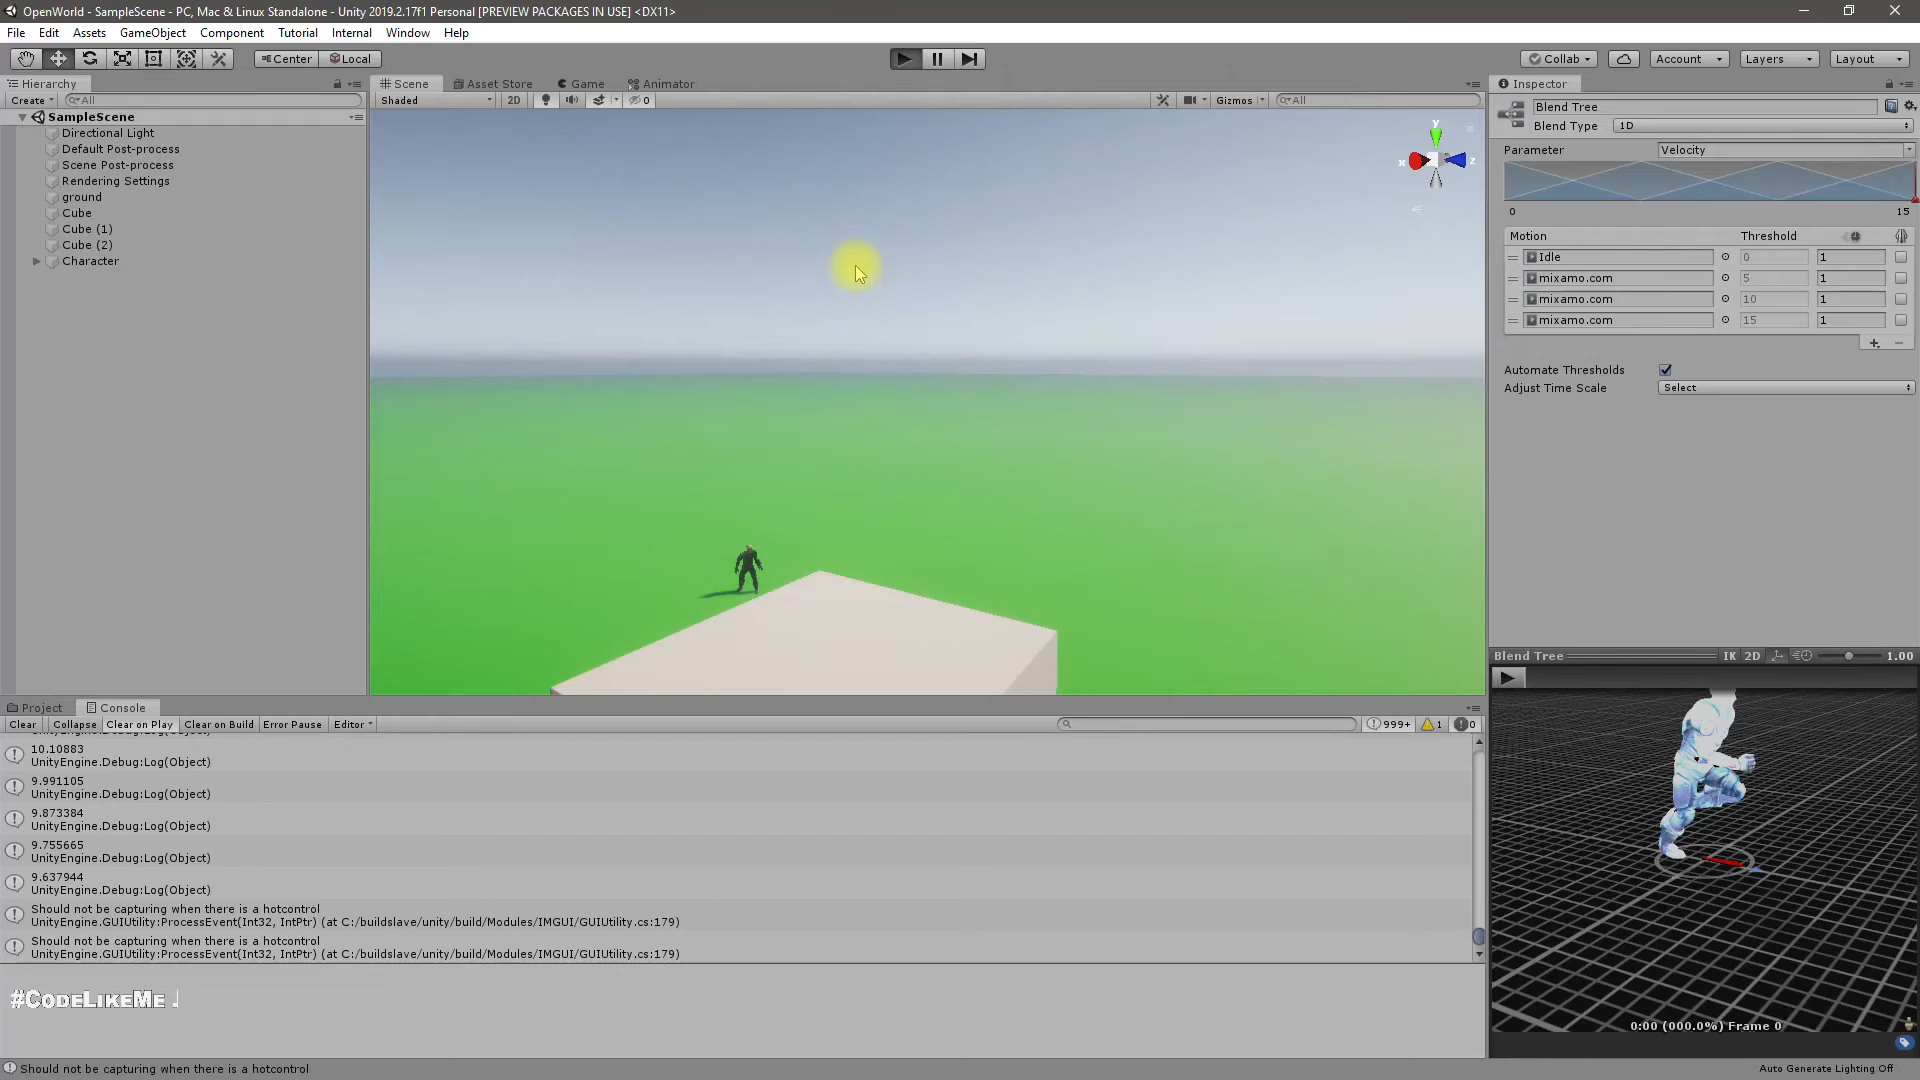 OpenWorld - SampleScene - PC, Mac & Linux Standalone - Unity 2019.2.17f1 Personal [PREVIEW PACKAGES IN USE] <DX11>
File Edit Assets GameObject Component Tutorial Internal Window Help
Center Local Collab Account Layers Layout
Hierarchy Scene Asset Store Game Animator Inspector
Create All Shaded 2D 0 Gizmos All
SampleScene
Directional Light
Default Post-process
Scene Post-process
Rendering Settings
ground
Cube
Cube (1)
Cube (2)
Character
y
x z
Blend Tree
Blend Type 1D
Parameter Velocity
0 15
Motion Threshold
Idle 0 1
mixamo.com 5 1
mixamo.com 10 1
mixamo.com 15 1
Automate Thresholds
Adjust Time Scale Select
Blend Tree IK 2D 1.00
0:00 (000.0%) Frame 0
Project Console
Clear Collapse Clear on Play Clear on Build Error Pause Editor 999+ 1 0
UnityEngine.Debug:Log(Object)
10.10883
UnityEngine.Debug:Log(Object)
9.991105
UnityEngine.Debug:Log(Object)
9.873384
UnityEngine.Debug:Log(Object)
9.755665
UnityEngine.Debug:Log(Object)
9.637944
UnityEngine.Debug:Log(Object)
Should not be capturing when there is a hotcontrol
UnityEngine.GUIUtility:ProcessEvent(Int32, IntPtr) (at C:/buildslave/unity/build/Modules/IMGUI/GUIUtility.cs:179)
Should not be capturing when there is a hotcontrol
UnityEngine.GUIUtility:ProcessEvent(Int32, IntPtr) (at C:/buildslave/unity/build/Modules/IMGUI/GUIUtility.cs:179)
#CodeLikeMe
Should not be capturing when there is a hotcontrol
Auto Generate Lighting Off